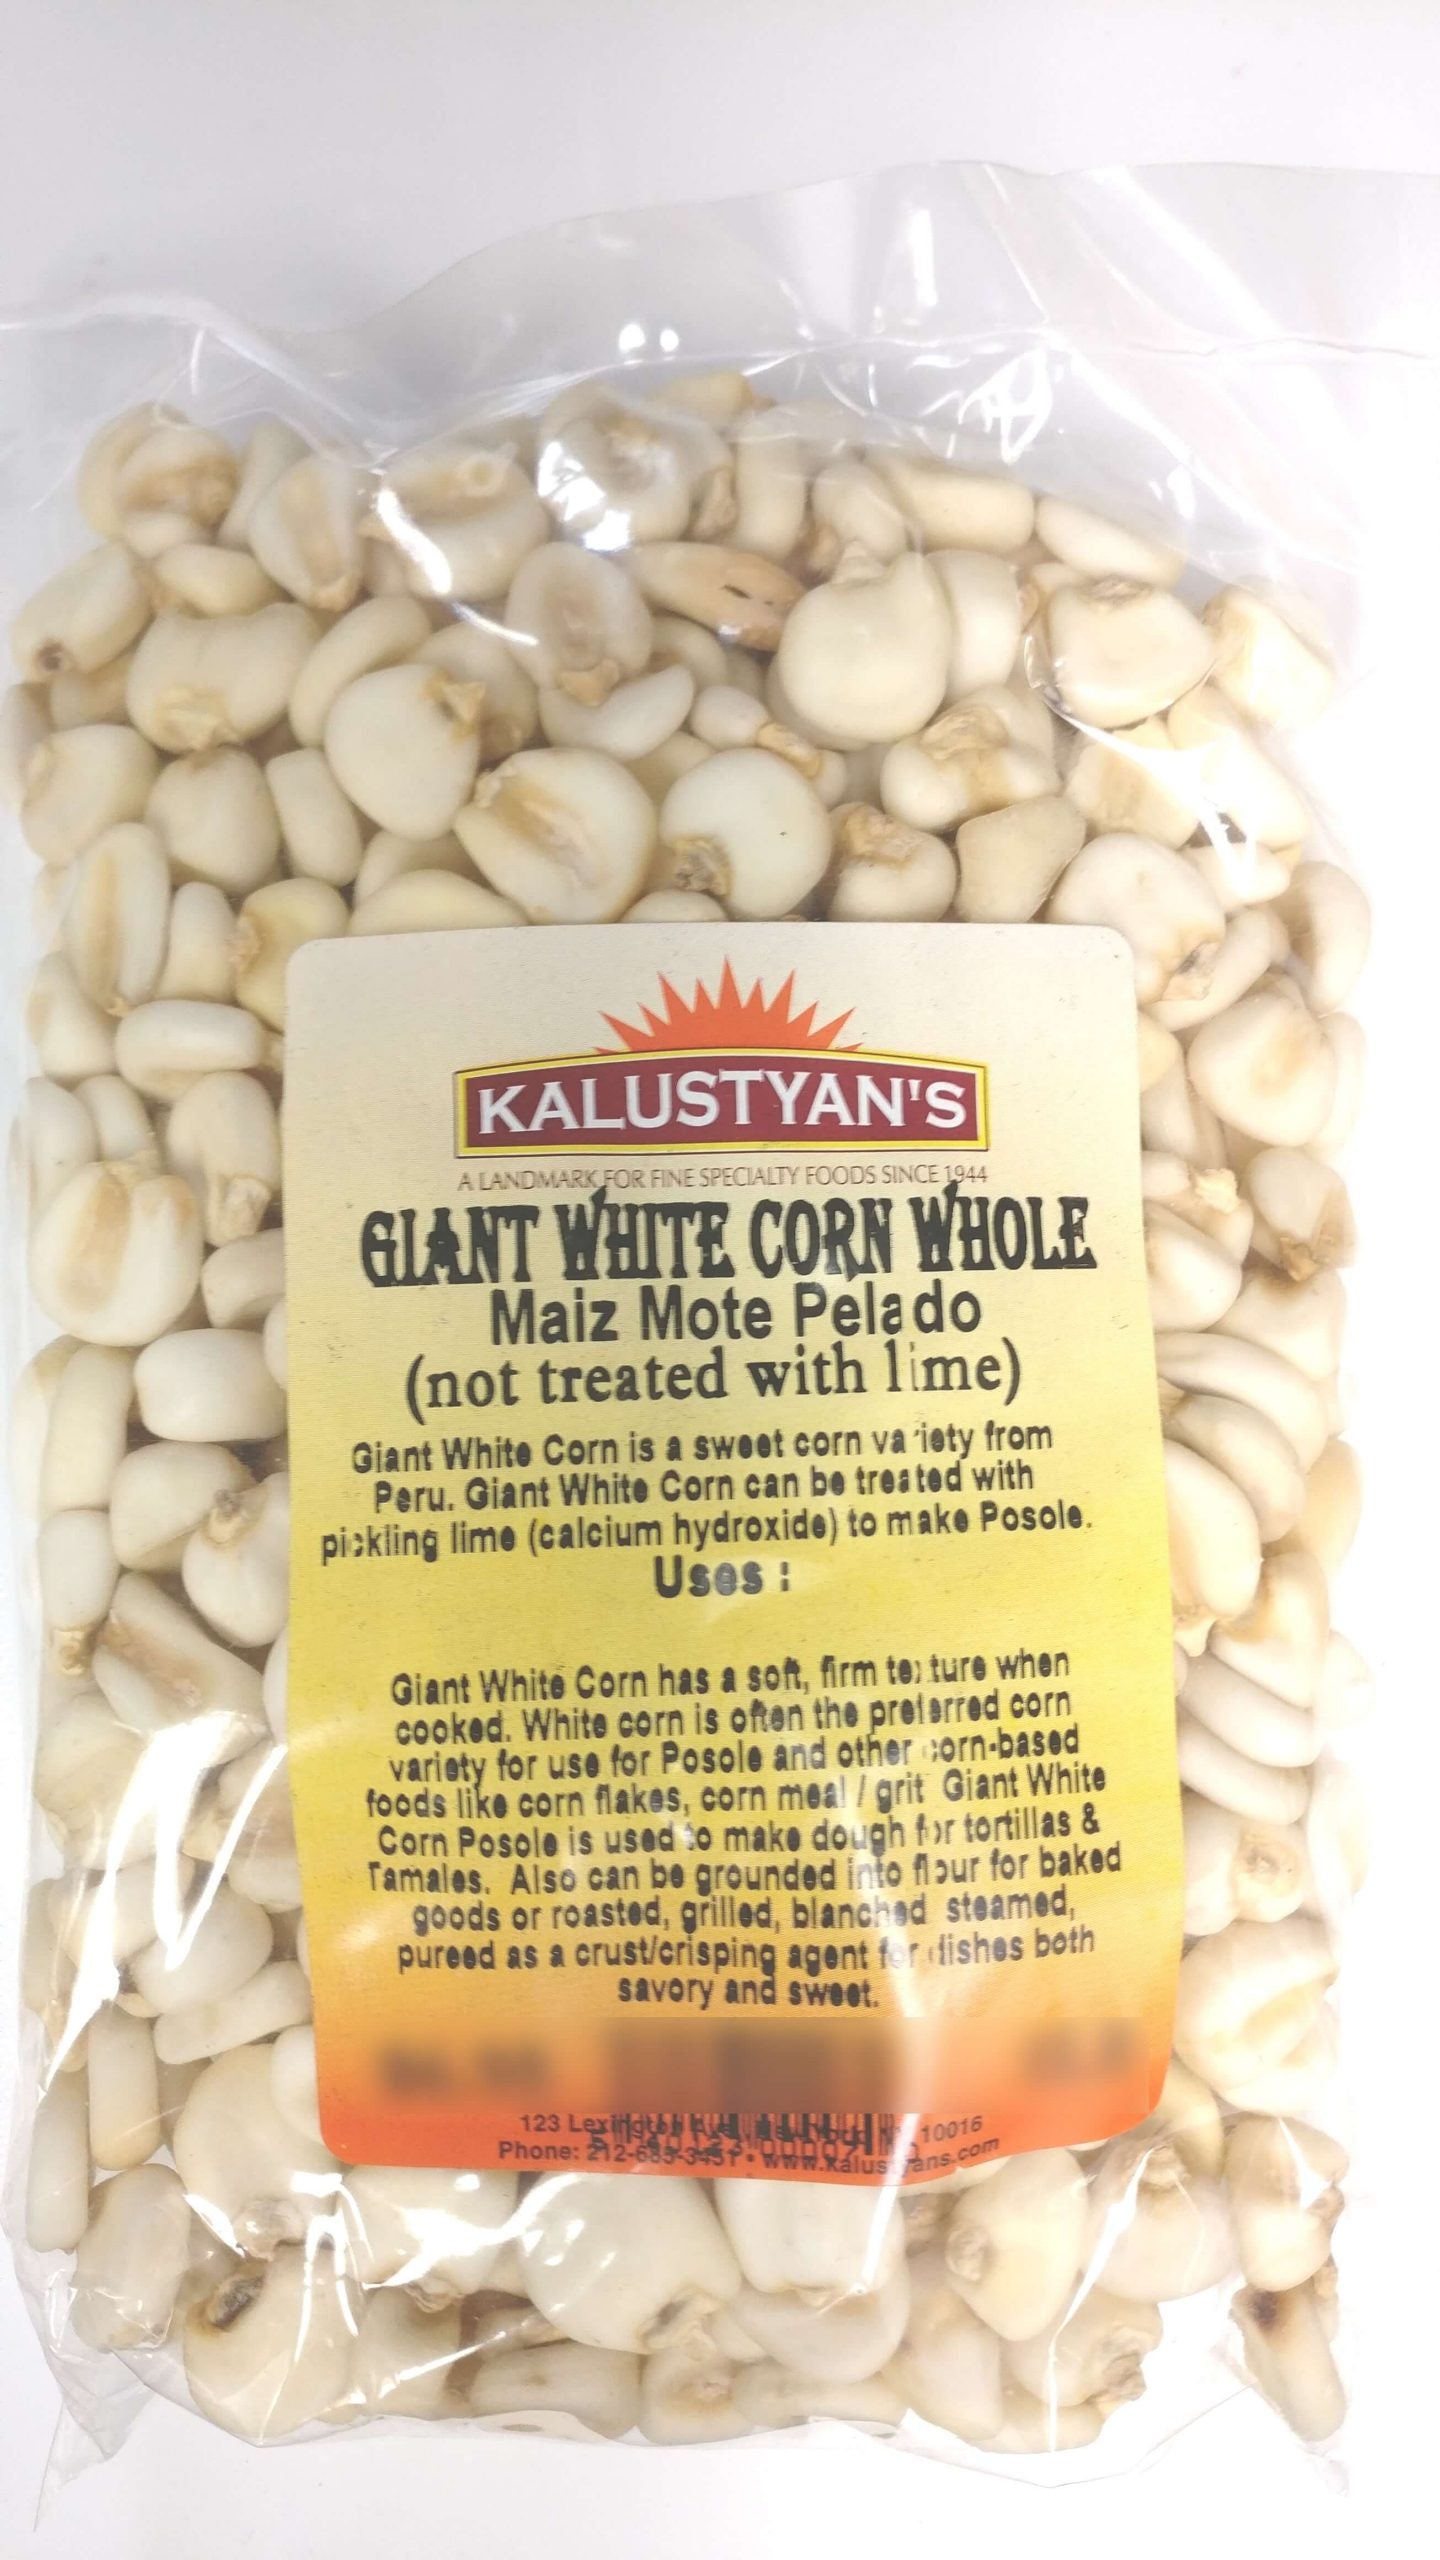 KALUSTYAN'S
A LANDMARK FOR FINE SPECIALTY FOODS SINCE 1944
GIANT WHITE CORN WHOLE
Maiz Mote Pelado
(not treated with lime)
Giant White Corn is a sweet corn variety from
Peru. Giant White Corn can be treated with
pickling lime (calcium hydroxide) to make Posole.
Uses :
Giant White Corn has a soft, firm texture when
cooked. White corn is often the preferred corn
variety for use for Posole and other corn-based
foods like corn flakes, corn meal / grit Giant White
Corn Posole is used to make dough for tortillas &
Tamales. Also can be grounded into flour for baked
goods or roasted, grilled, blanched steamed,
pureed as a crust/crisping agent for dishes both
savory and sweet.
123 Lexington 10016
Phone: 212-685-3451 • www.kalustyans.com